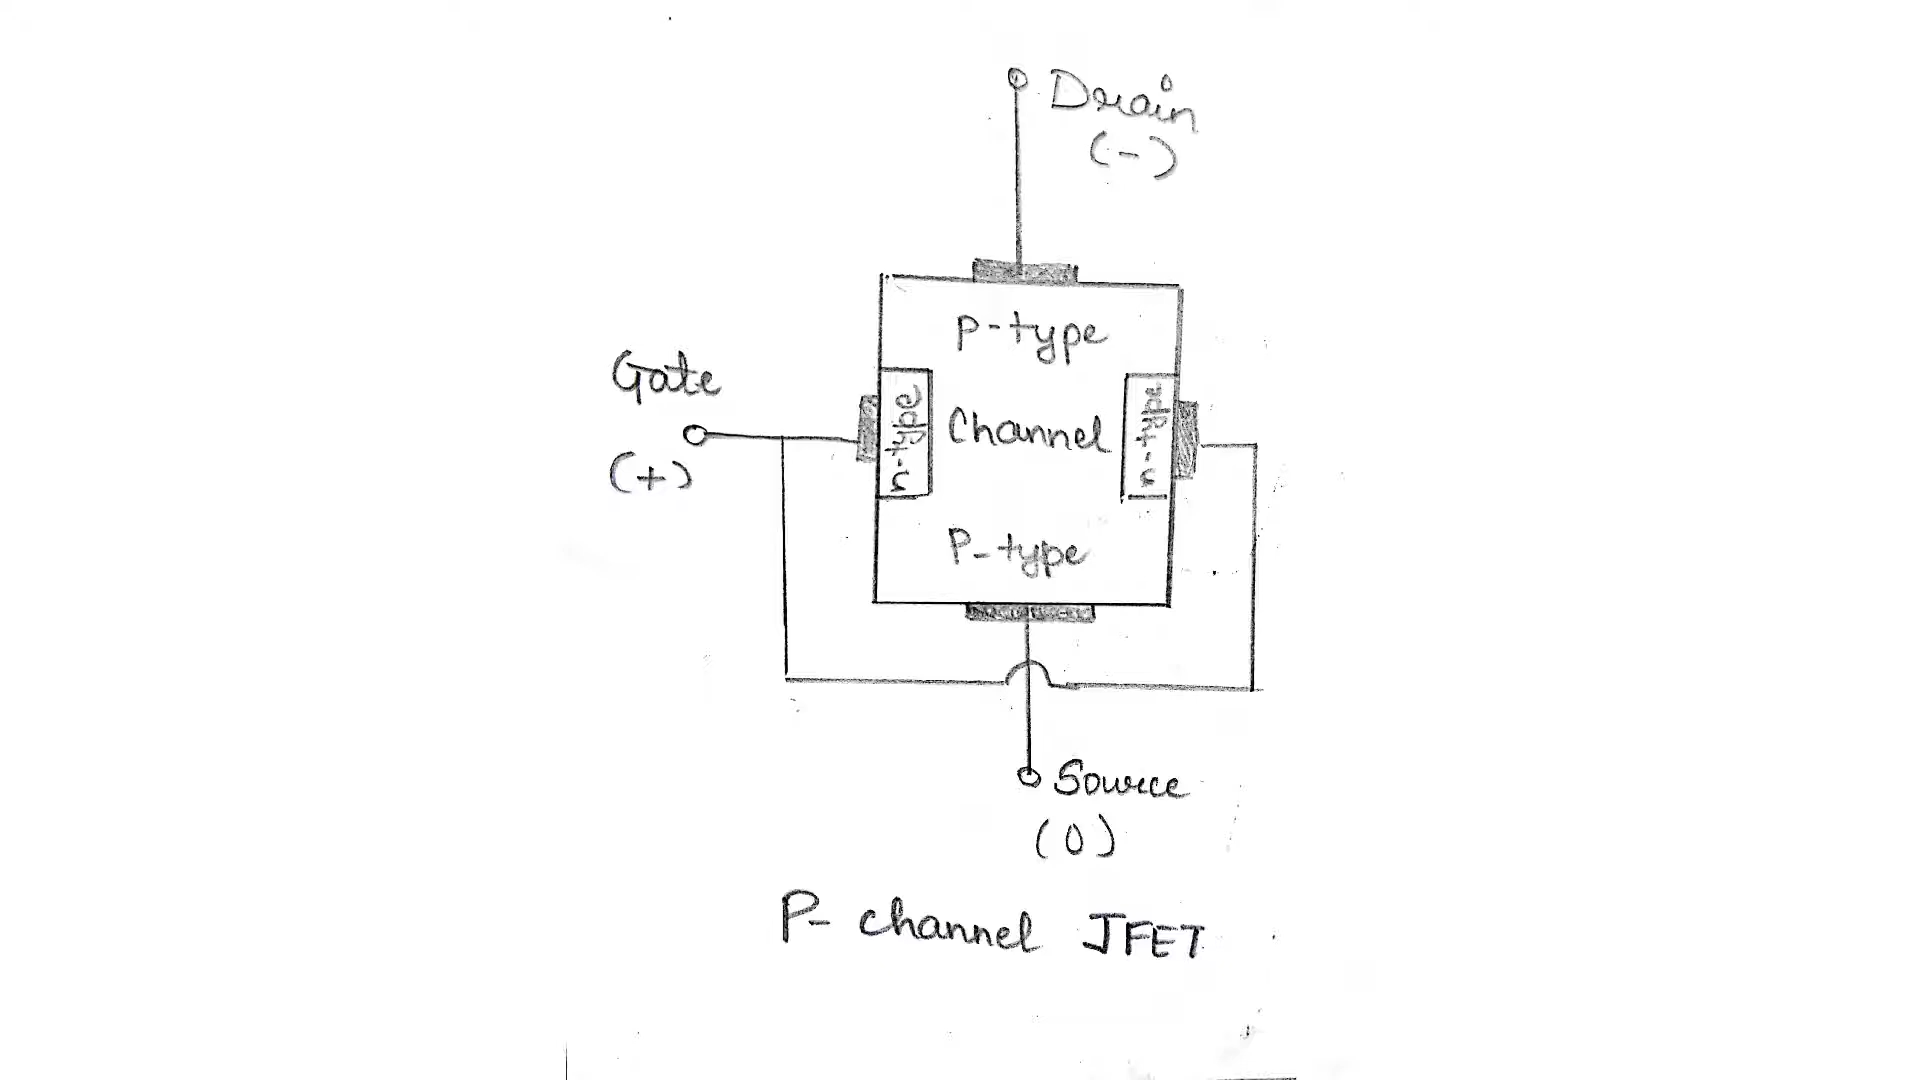 Drain
(-)
p-type
Gate
n-type
Channel
n-type
(+)
P-type
Source
(0)
P- channel JFET